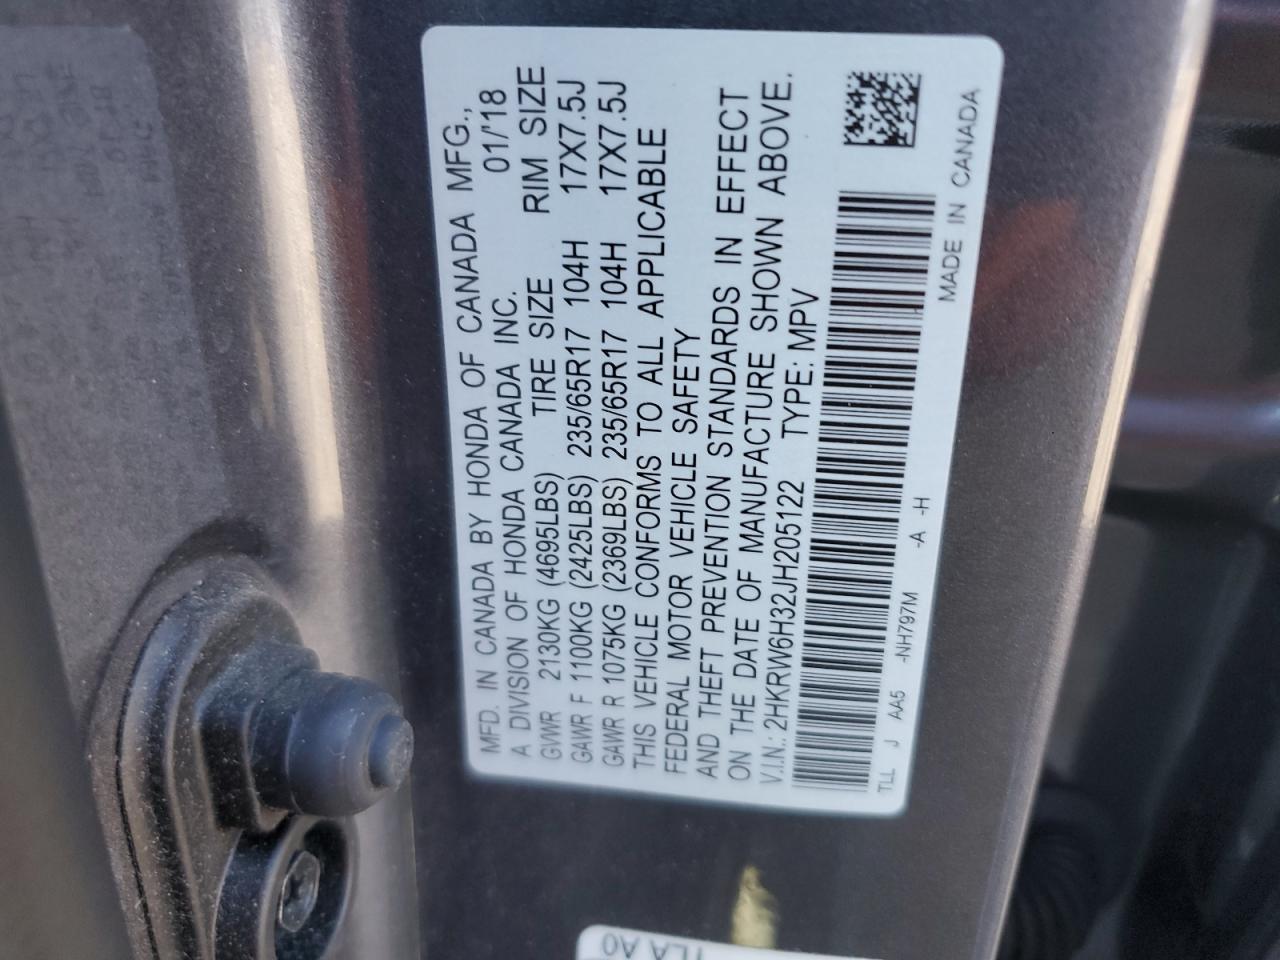 MFD. IN CANADA BY HONDA OF CANADA MFG.,
A DIVISION OF HONDA CANADA INC. 01/'18
GVWR 2130KG (4695LBS) TIRE SIZE RIM SIZE
GAWR F 1100KG (2425LBS) 235/65R17 104H 17X7.5J
GAWR R 1075KG (2369LBS) 235/65R17 104H 17X7.5J
THIS VEHICLE CONFORMS TO ALL APPLICABLE
FEDERAL MOTOR VEHICLE SAFETY
AND THEFT PREVENTION STANDARDS IN EFFECT
ON THE DATE OF MANUFACTURE SHOWN ABOVE.
V.I.N.: 2HKRW6H32JH205122 TYPE: MPV
TLL J AA5 -NH797M -A -H
MADE IN CANADA
TLA A0